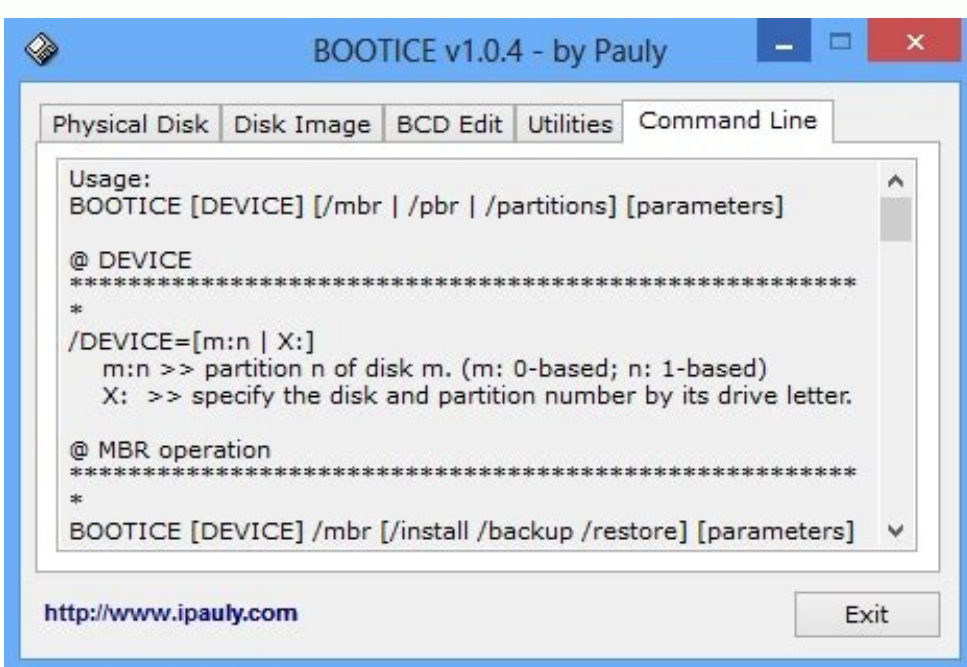 BOOTICE v1.0.4 - by Pauly
Physical Disk
Disk Image
BCD Edit
Utilities
Command Line
Usage:
BOOTICE [DEVICE] [/mbr | /pbr | /partitions] [parameters]
@ DEVICE
******************************************************
*
/DEVICE=[m:n | X:]
m:n >> partition n of disk m. (m: 0-based; n: 1-based)
X: >> specify the disk and partition number by its drive letter.
@ MBR operation
******************************************************
*
BOOTICE [DEVICE] /mbr [/install /backup /restore] [parameters]
http://www.ipauly.com
Exit